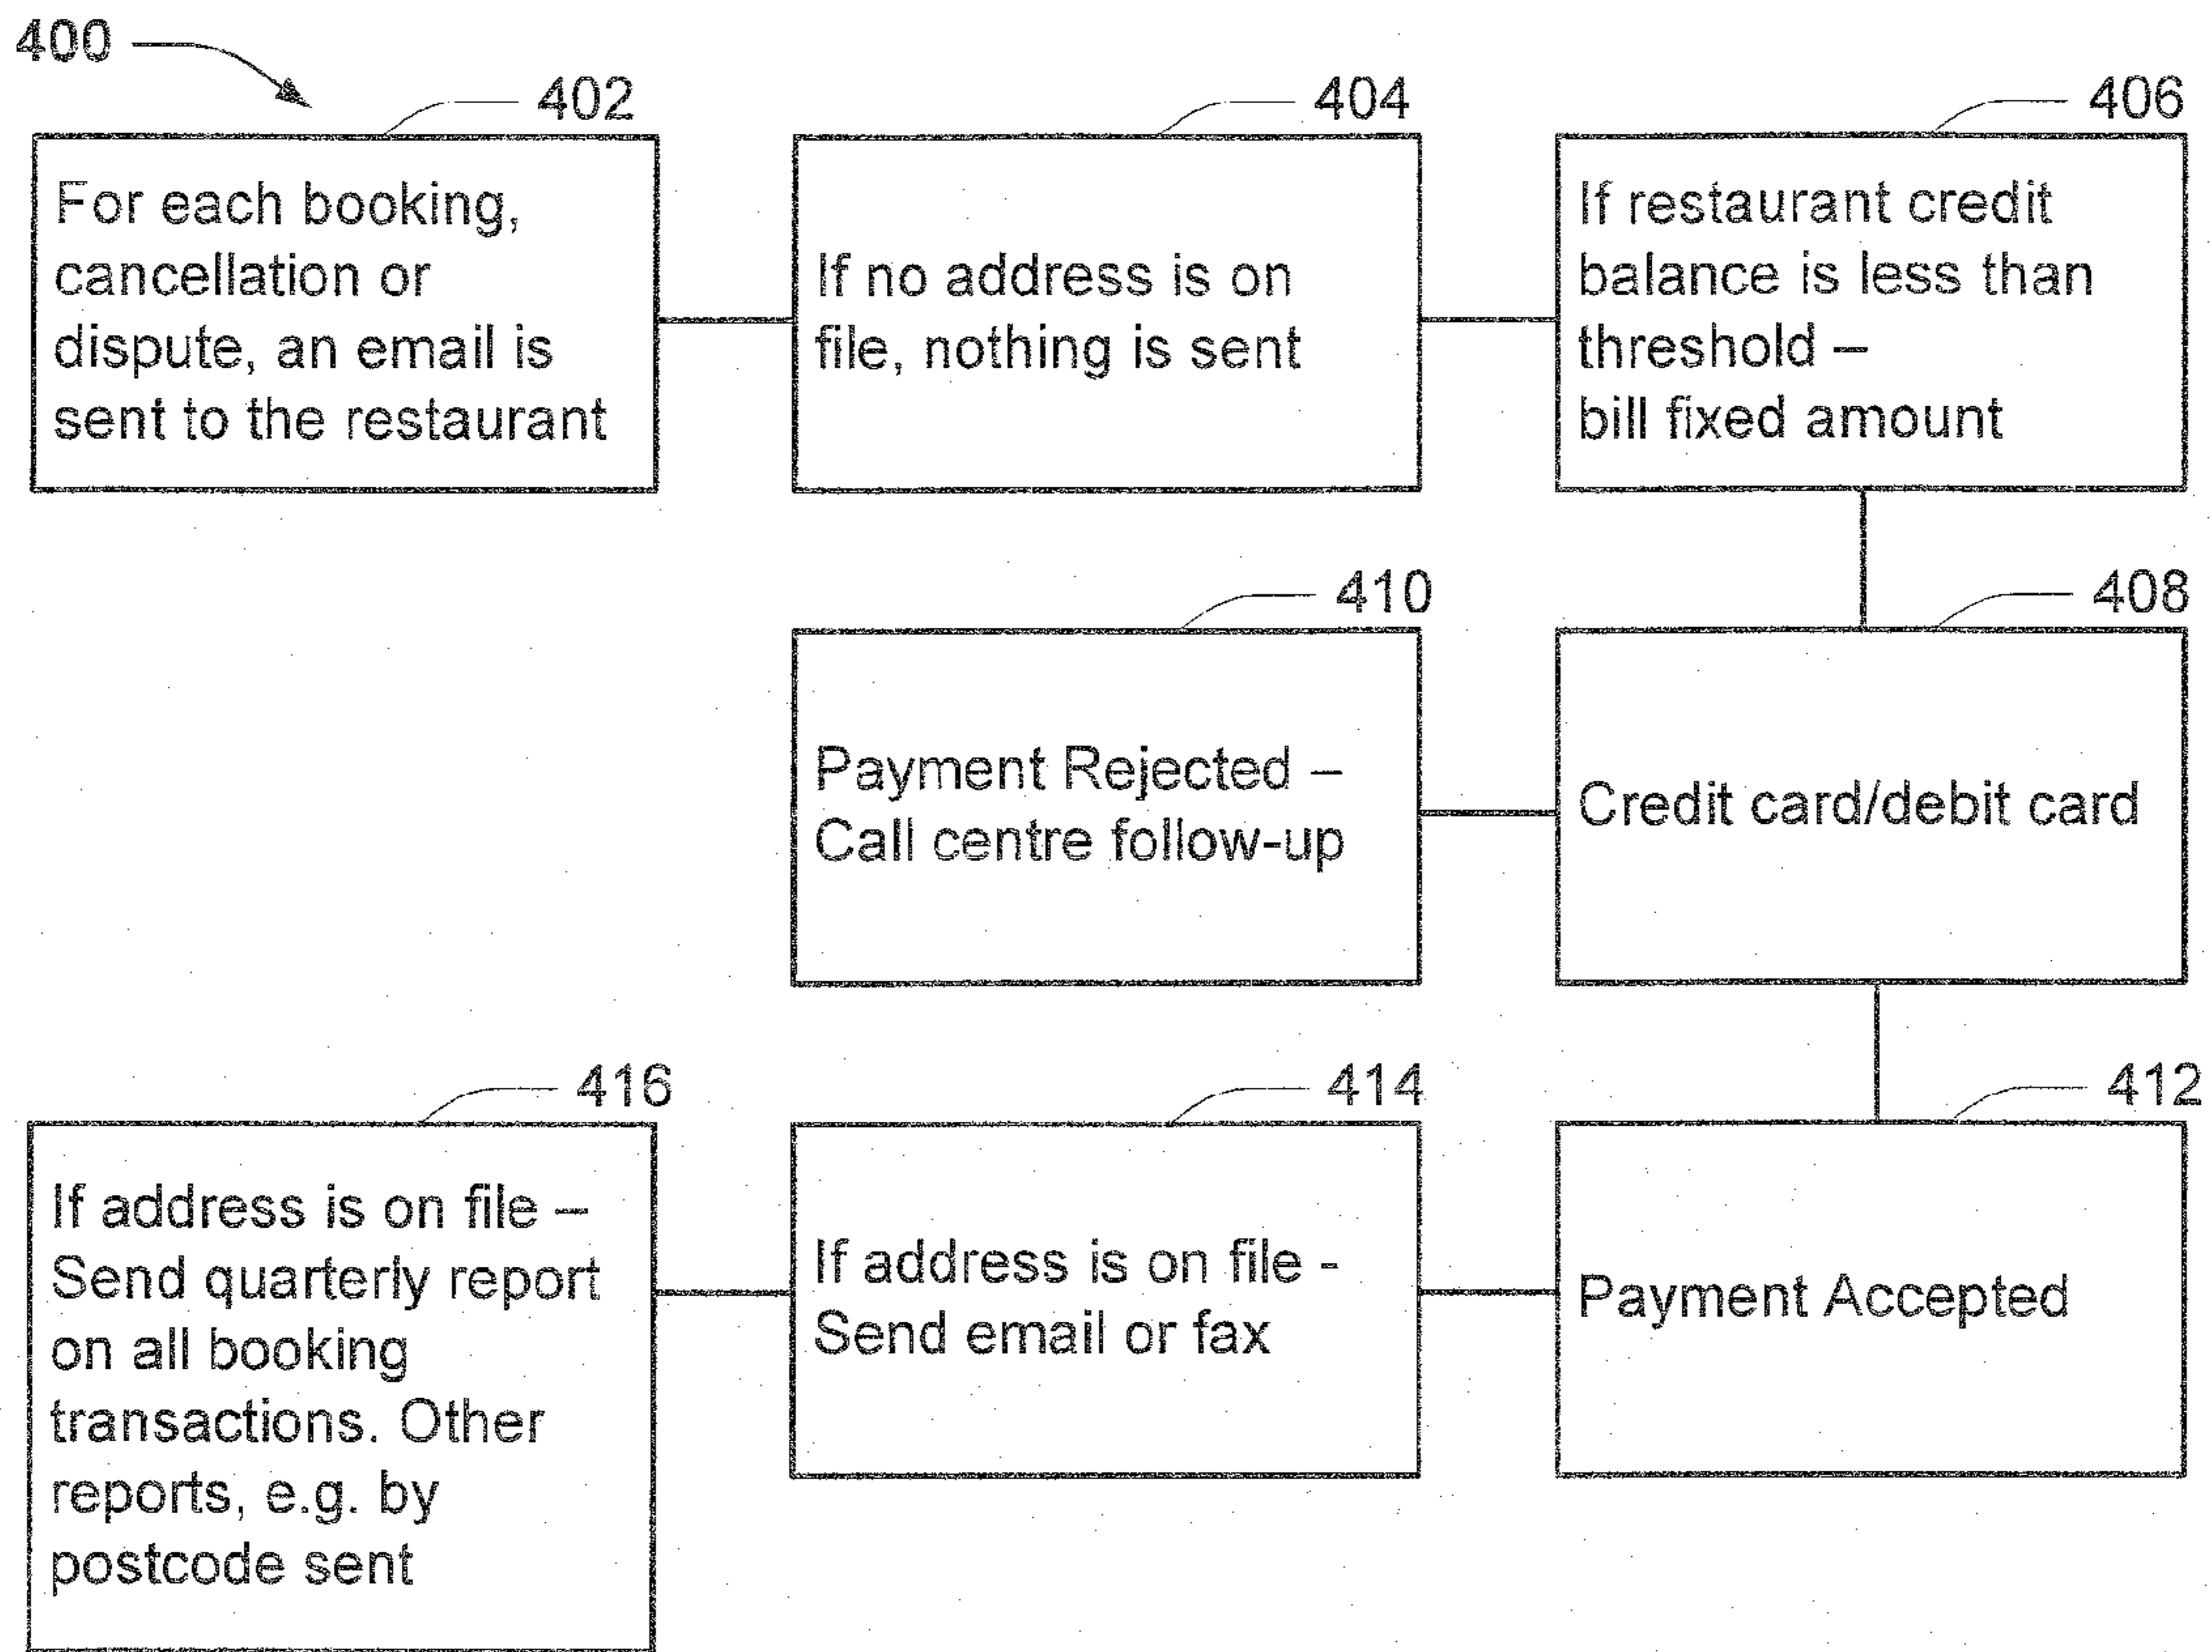 400
402
For each booking,
cancellation or
dispute, an email is
sent to the restaurant
404
If no address is on
file, nothing is sent
406
If restaurant credit
balance is less than
threshold –
bill fixed amount
410
Payment Rejected –
Call centre follow-up
408
Credit card/debit card
416
If address is on file –
Send quarterly report
on all booking
transactions. Other
reports, e.g. by
postcode sent
414
If address is on file -
Send email or fax
412
Payment Accepted